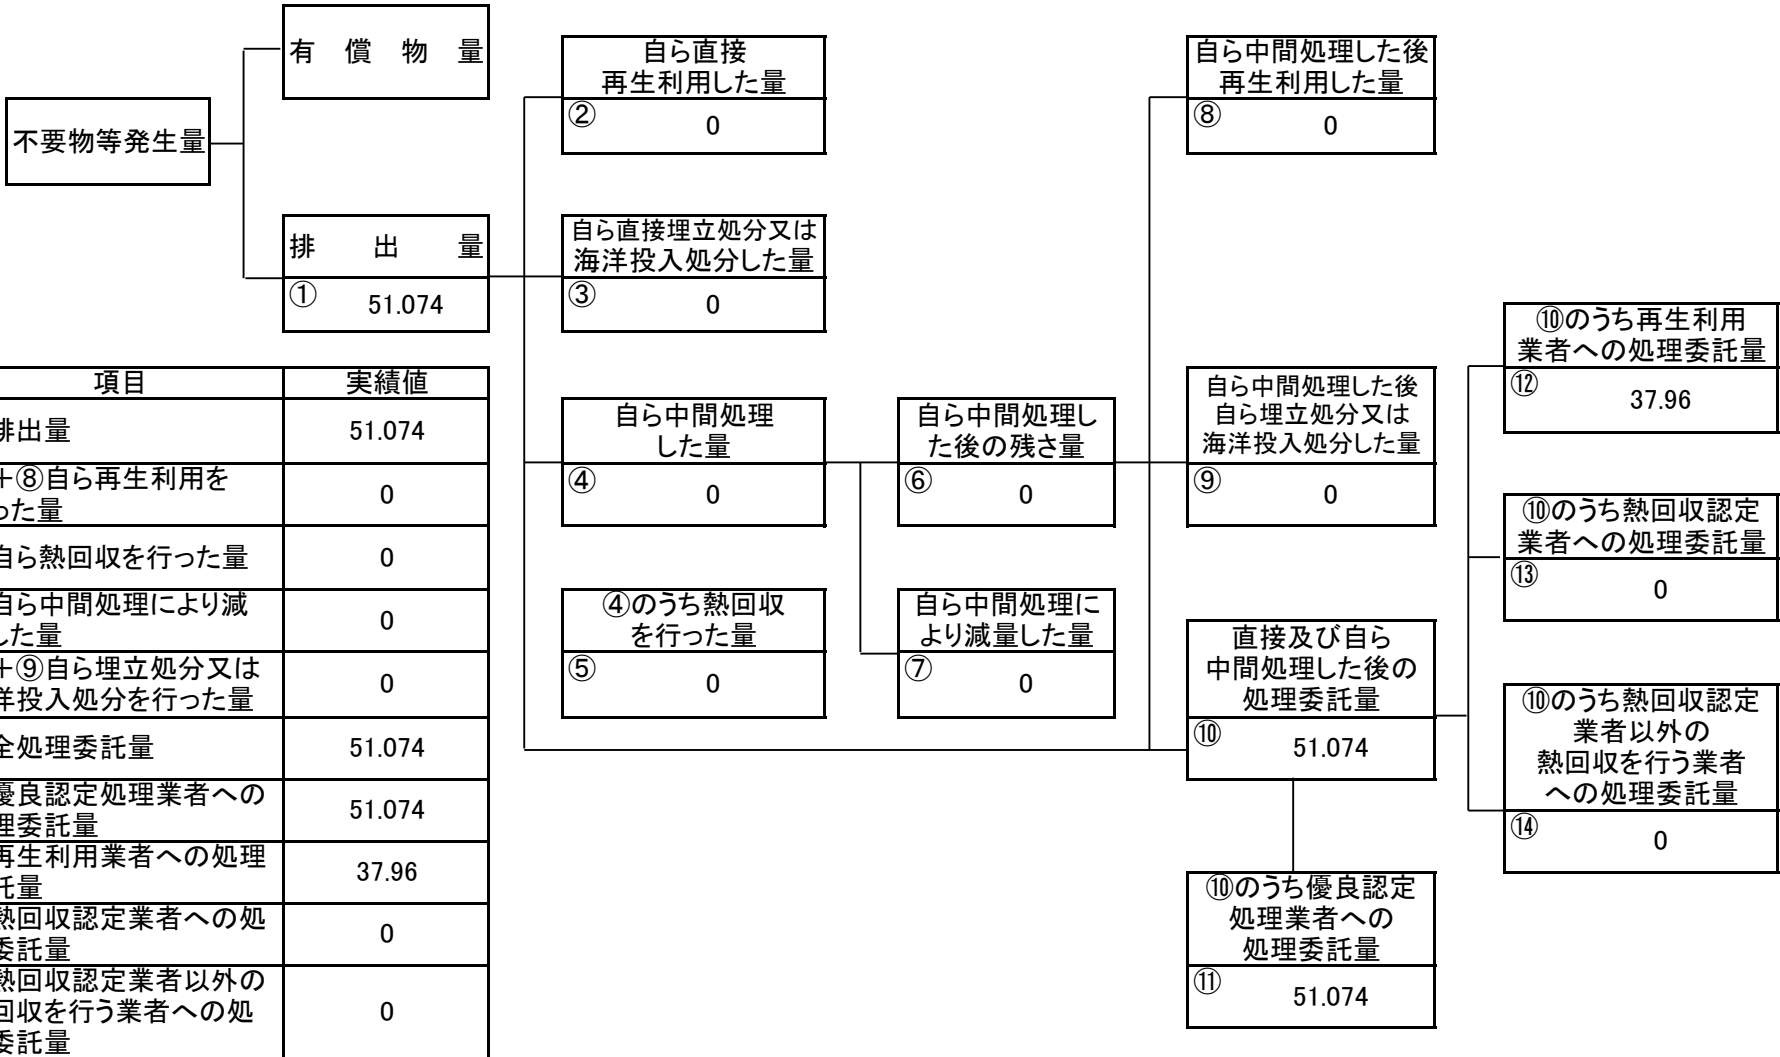 有償物量
不要物等発生量
排出量
① 51.074
自ら直接
再生利用した量
② 0
自ら直接埋立処分又は
海洋投入処分した量
③ 0
自ら中間処理
した量
④ 0
④のうち熱回収
を行った量
⑤ 0
自ら中間処理し
た後の残さ量
⑥ 0
自ら中間処理に
より減量した量
⑦ 0
自ら中間処理した後
再生利用した量
⑧ 0
自ら中間処理した後
自ら埋立処分又は
海洋投入処分した量
⑨ 0
直接及び自ら
中間処理した後の
処理委託量
⑩ 51.074
⑩のうち優良認定
処理業者への
処理委託量
⑪ 51.074
⑩のうち再生利用
業者への処理委託量
⑫ 37.96
⑩のうち熱回収認定
業者への処理委託量
⑬ 0
⑩のうち熱回収認定
業者以外の
熱回収を行う業者
への処理委託量
⑭ 0
項目 実績値
排出量 51.074
+⑧自ら再生利用を
った量 0
自ら熱回収を行った量 0
自ら中間処理により減
した量 0
+⑨自ら埋立処分又は
洋投入処分を行った量 0
全処理委託量 51.074
優良認定処理業者への
理委託量 51.074
再生利用業者への処理
託量 37.96
熱回収認定業者への処
委託量 0
熱回収認定業者以外の
回収を行う業者への処
委託量 0